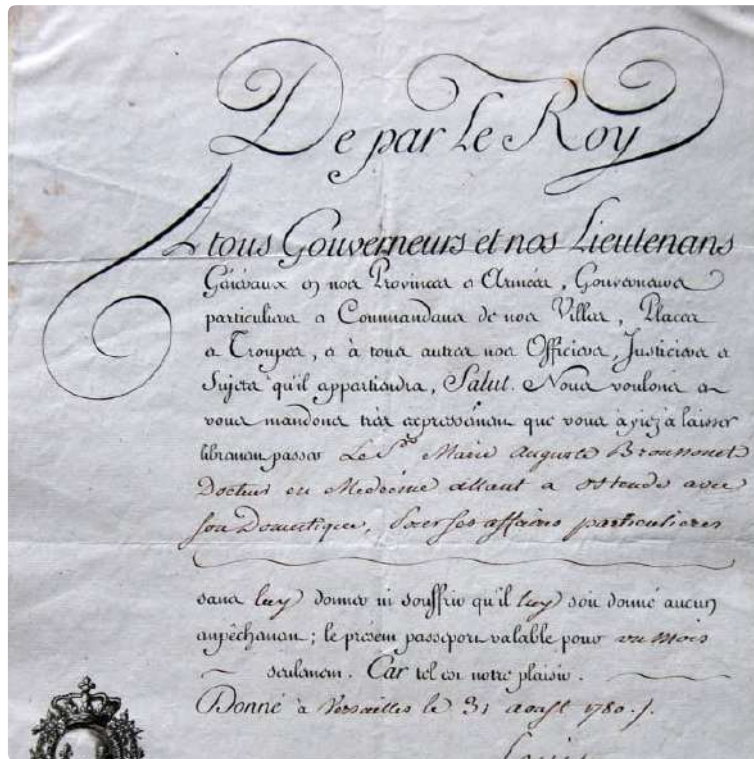 De par le Roy
A tous Gouverneurs et nos Lieutenans
Généraux en nos Provinces et Armées, Gouverneurs
particuliers et Commandans de nos Villes, Places
et Troupes, et à tous autres nos Officiers, Justiciers et
Sujets qu'il appartiendra, Salut. Nous voulons et
vous mandons très expressément que vous ayiez à laisser
librement passer Le Sr. Marie Auguste Broussonet
Docteur en Medecine allant a ostende avec
son Domestique, pour ses affaires particulieres
sans luy donner ni souffrir qu'il luy soit donné aucun
empêchement; le présent passeport valable pour un mois
seulement. Car tel est notre plaisir.
Donné à Versailles le 31 aoust 1780.
Louis